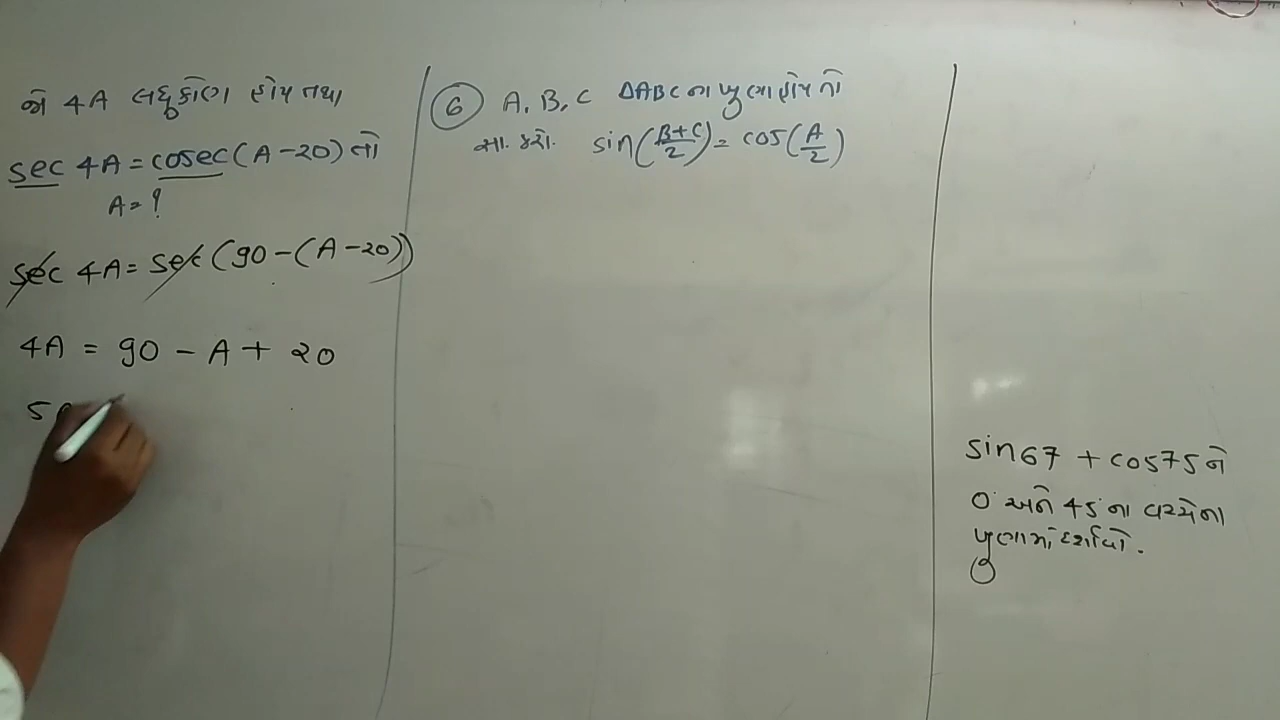 જો 4A લઘુકોણ હોય તથા
sec 4A = cosec(A-20) તો
A = ?
sec 4A = sec (90-(A-20))
4A = 90 - A + 20
5
6 A, B, C ΔABC ના ખુણા હોય તો
સા. કરો. sin(B+C/2) = cos(A/2)
sin67 + cos75 ને
0° અને 45° ના વચ્ચેના
ખુણામાં દર્શાવો.